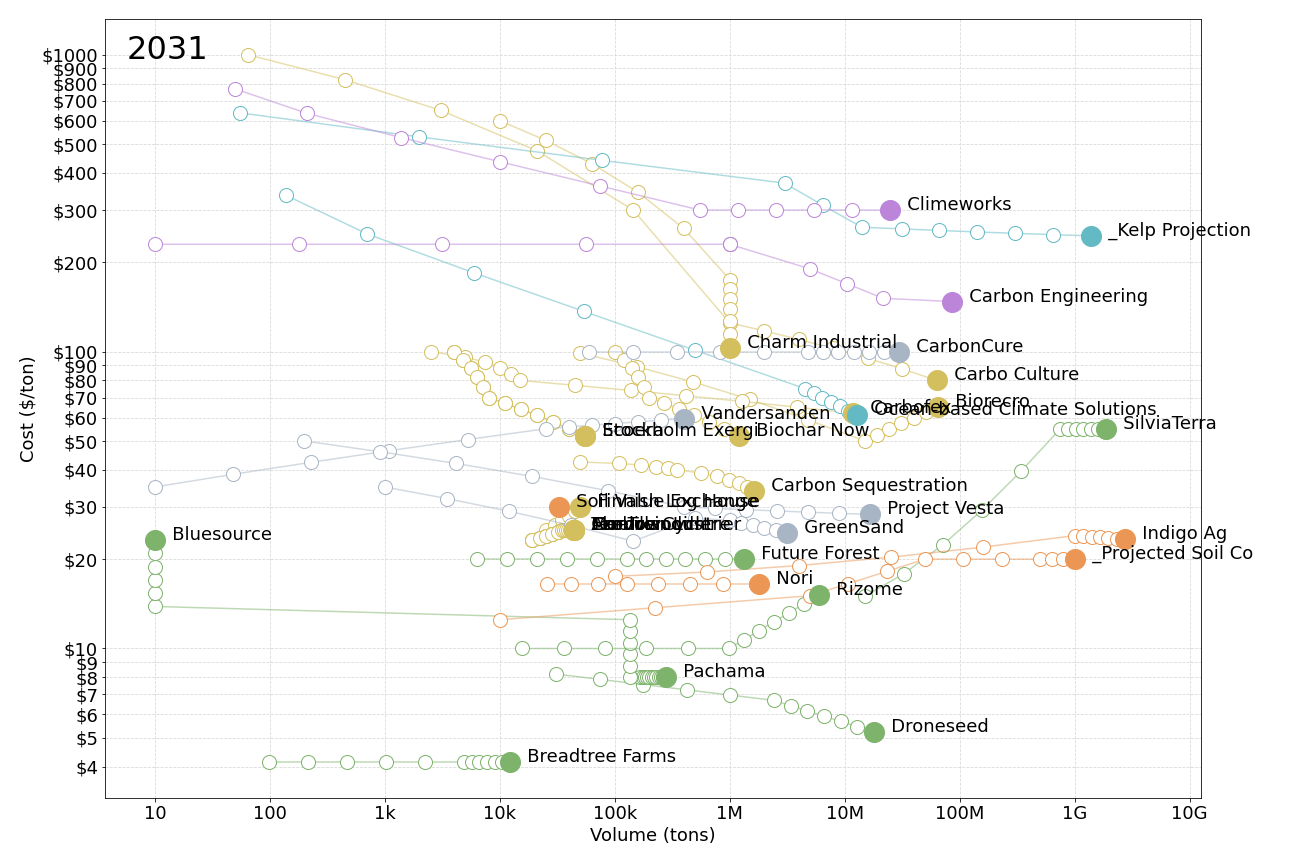 2031
$1000
$900
$800
$700
$600
$500
$400
$300
$200
$100
$90
$80
$70
$60
$50
$40
$30
$20
$10
$9
$8
$7
$6
$5
$4
Cost ($/ton)
Climeworks
_Kelp Projection
Carbon Engineering
Charm Industrial
CarbonCure
Carbo Culture
Biorecro
Carbofex
Ocean-based Climate Solutions
Vandersanden
SilviaTerra
Stockholm Exergi
Biochar Now
Carbon Sequestration
Project Vesta
GreenSand
Bluesource
Indigo Ag
_Projected Soil Co
Future Forest
Nori
Rizome
Pachama
Droneseed
Breadtree Farms
10
100
1k
10k
100k
1M
10M
100M
1G
10G
Volume (tons)